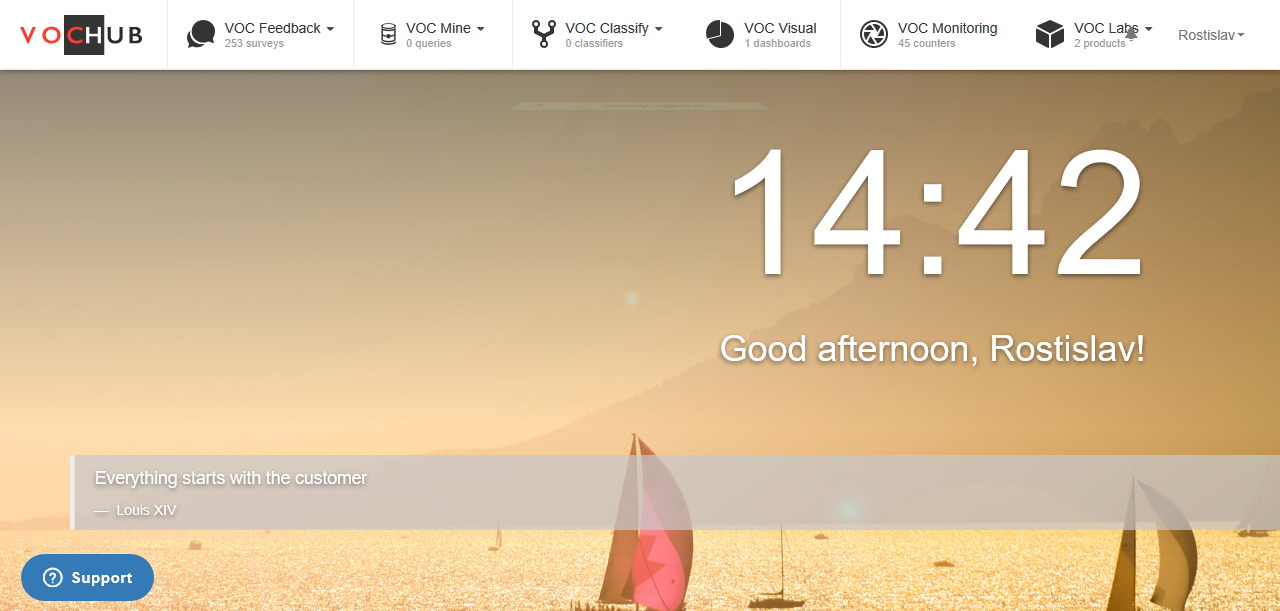 VOCHUB
VOC Feedback
253 surveys
VOC Mine
0 queries
VOC Classify
0 classifiers
VOC Visual
1 dashboards
VOC Monitoring
45 counters
VOC Labs
2 products
Rostislav
14:42
Good afternoon, Rostislav!
Everything starts with the customer
— Louis XIV
Support